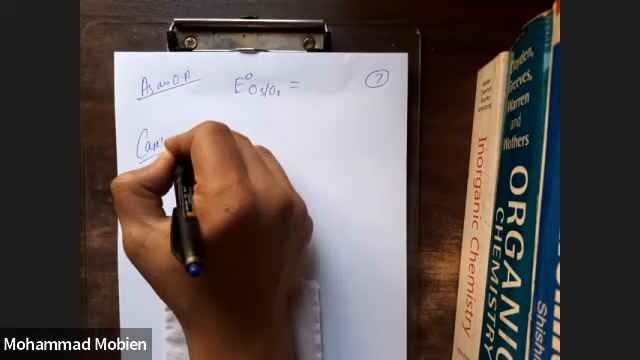 As an O.A E°O₃/O₂ = 7
Inorganic Chemistry
Clayden,
Greeves,
Warren
and
Wothers
ORGANIC
CHEMISTRY
Mohammad Mobien